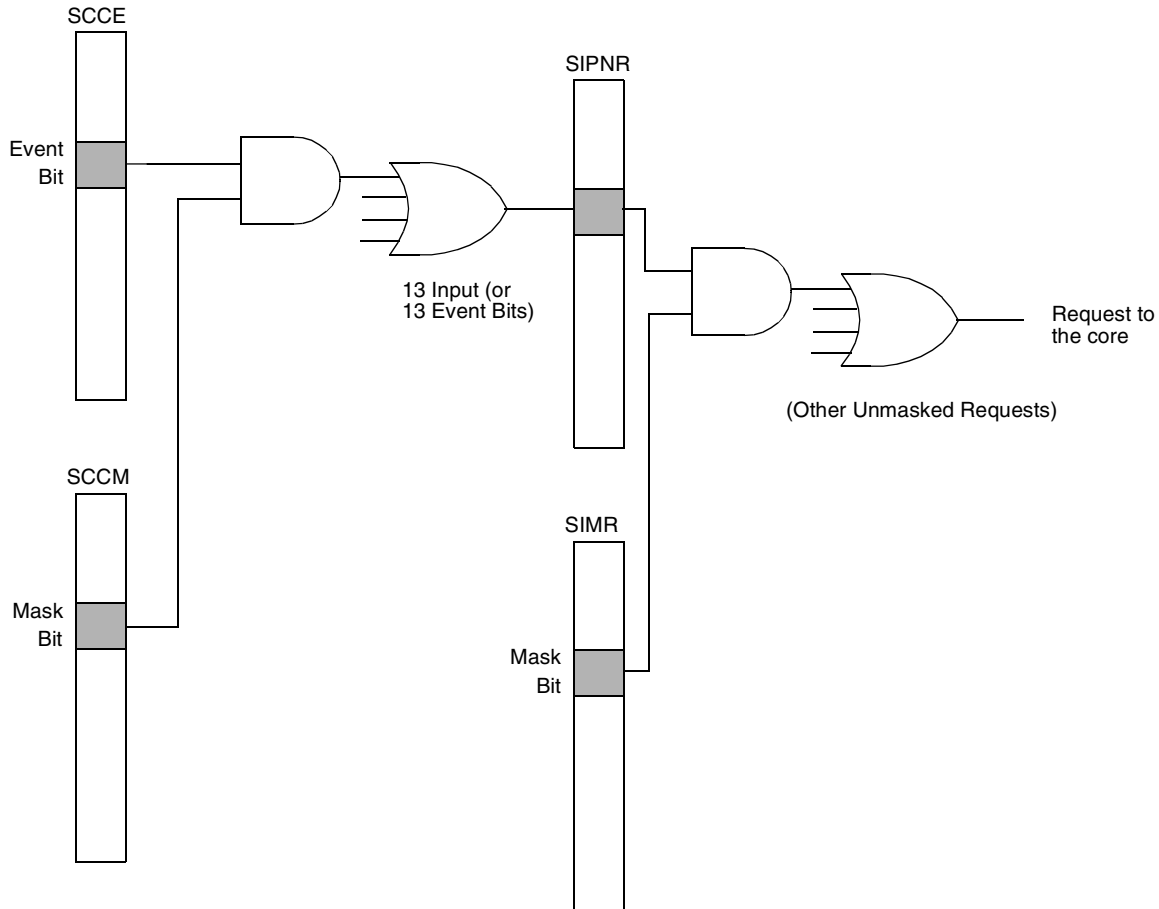 SCCE
SIPNR
Event
Bit
13 Input (or
13 Event Bits)
Request to
the core
(Other Unmasked Requests)
SCCM
SIMR
Mask
Bit
Mask
Bit